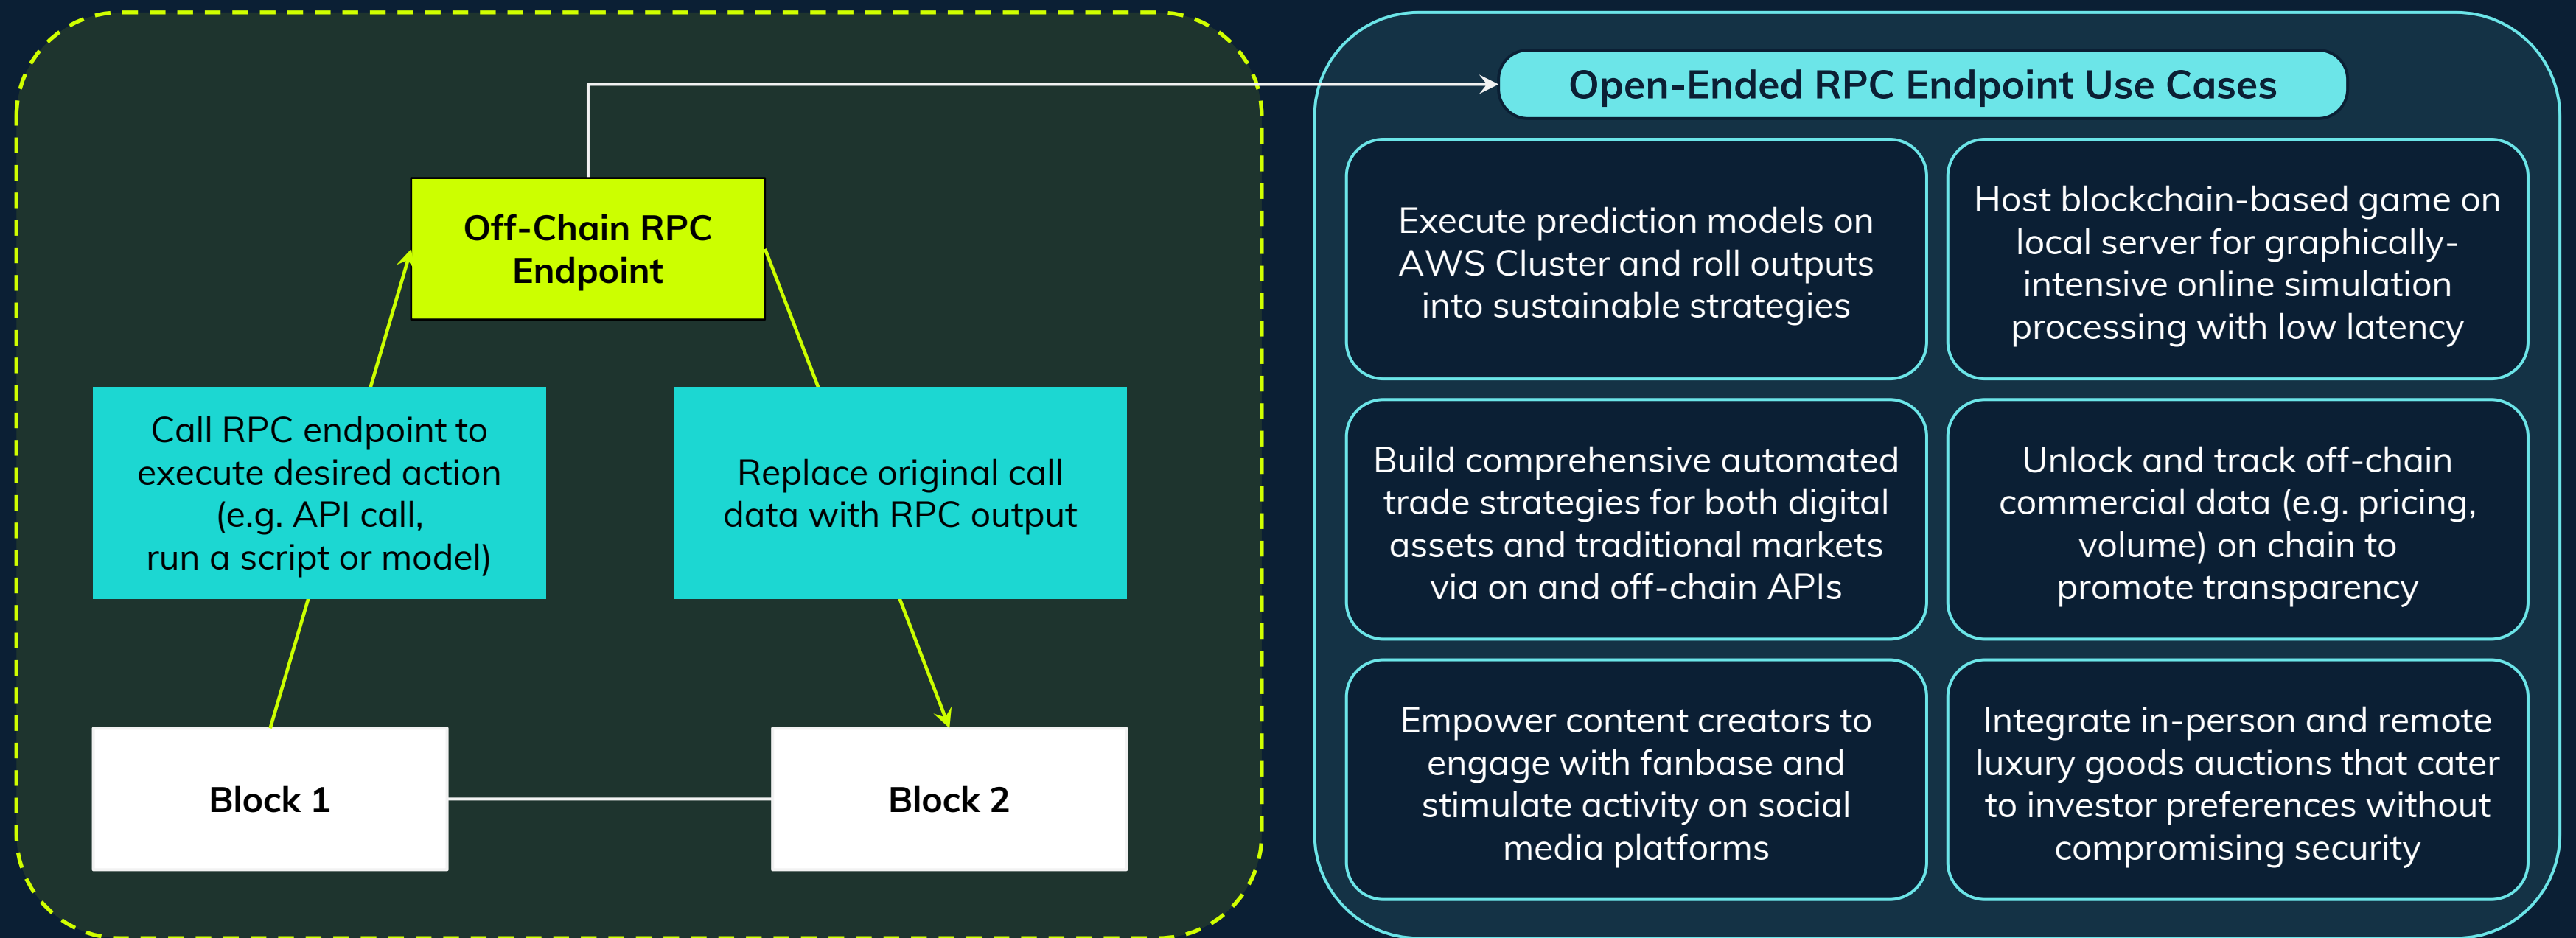 Open-Ended RPC Endpoint Use Cases
Off-Chain RPC
Endpoint
Call RPC endpoint to
execute desired action
(e.g. API call,
run a script or model)
Replace original call
data with RPC output
Block 1
Block 2
Execute prediction models on
AWS Cluster and roll outputs
into sustainable strategies
Host blockchain-based game on
local server for graphically-
intensive online simulation
processing with low latency
Build comprehensive automated
trade strategies for both digital
assets and traditional markets
via on and off-chain APIs
Unlock and track off-chain
commercial data (e.g. pricing,
volume) on chain to
promote transparency
Empower content creators to
engage with fanbase and
stimulate activity on social
media platforms
Integrate in-person and remote
luxury goods auctions that cater
to investor preferences without
compromising security